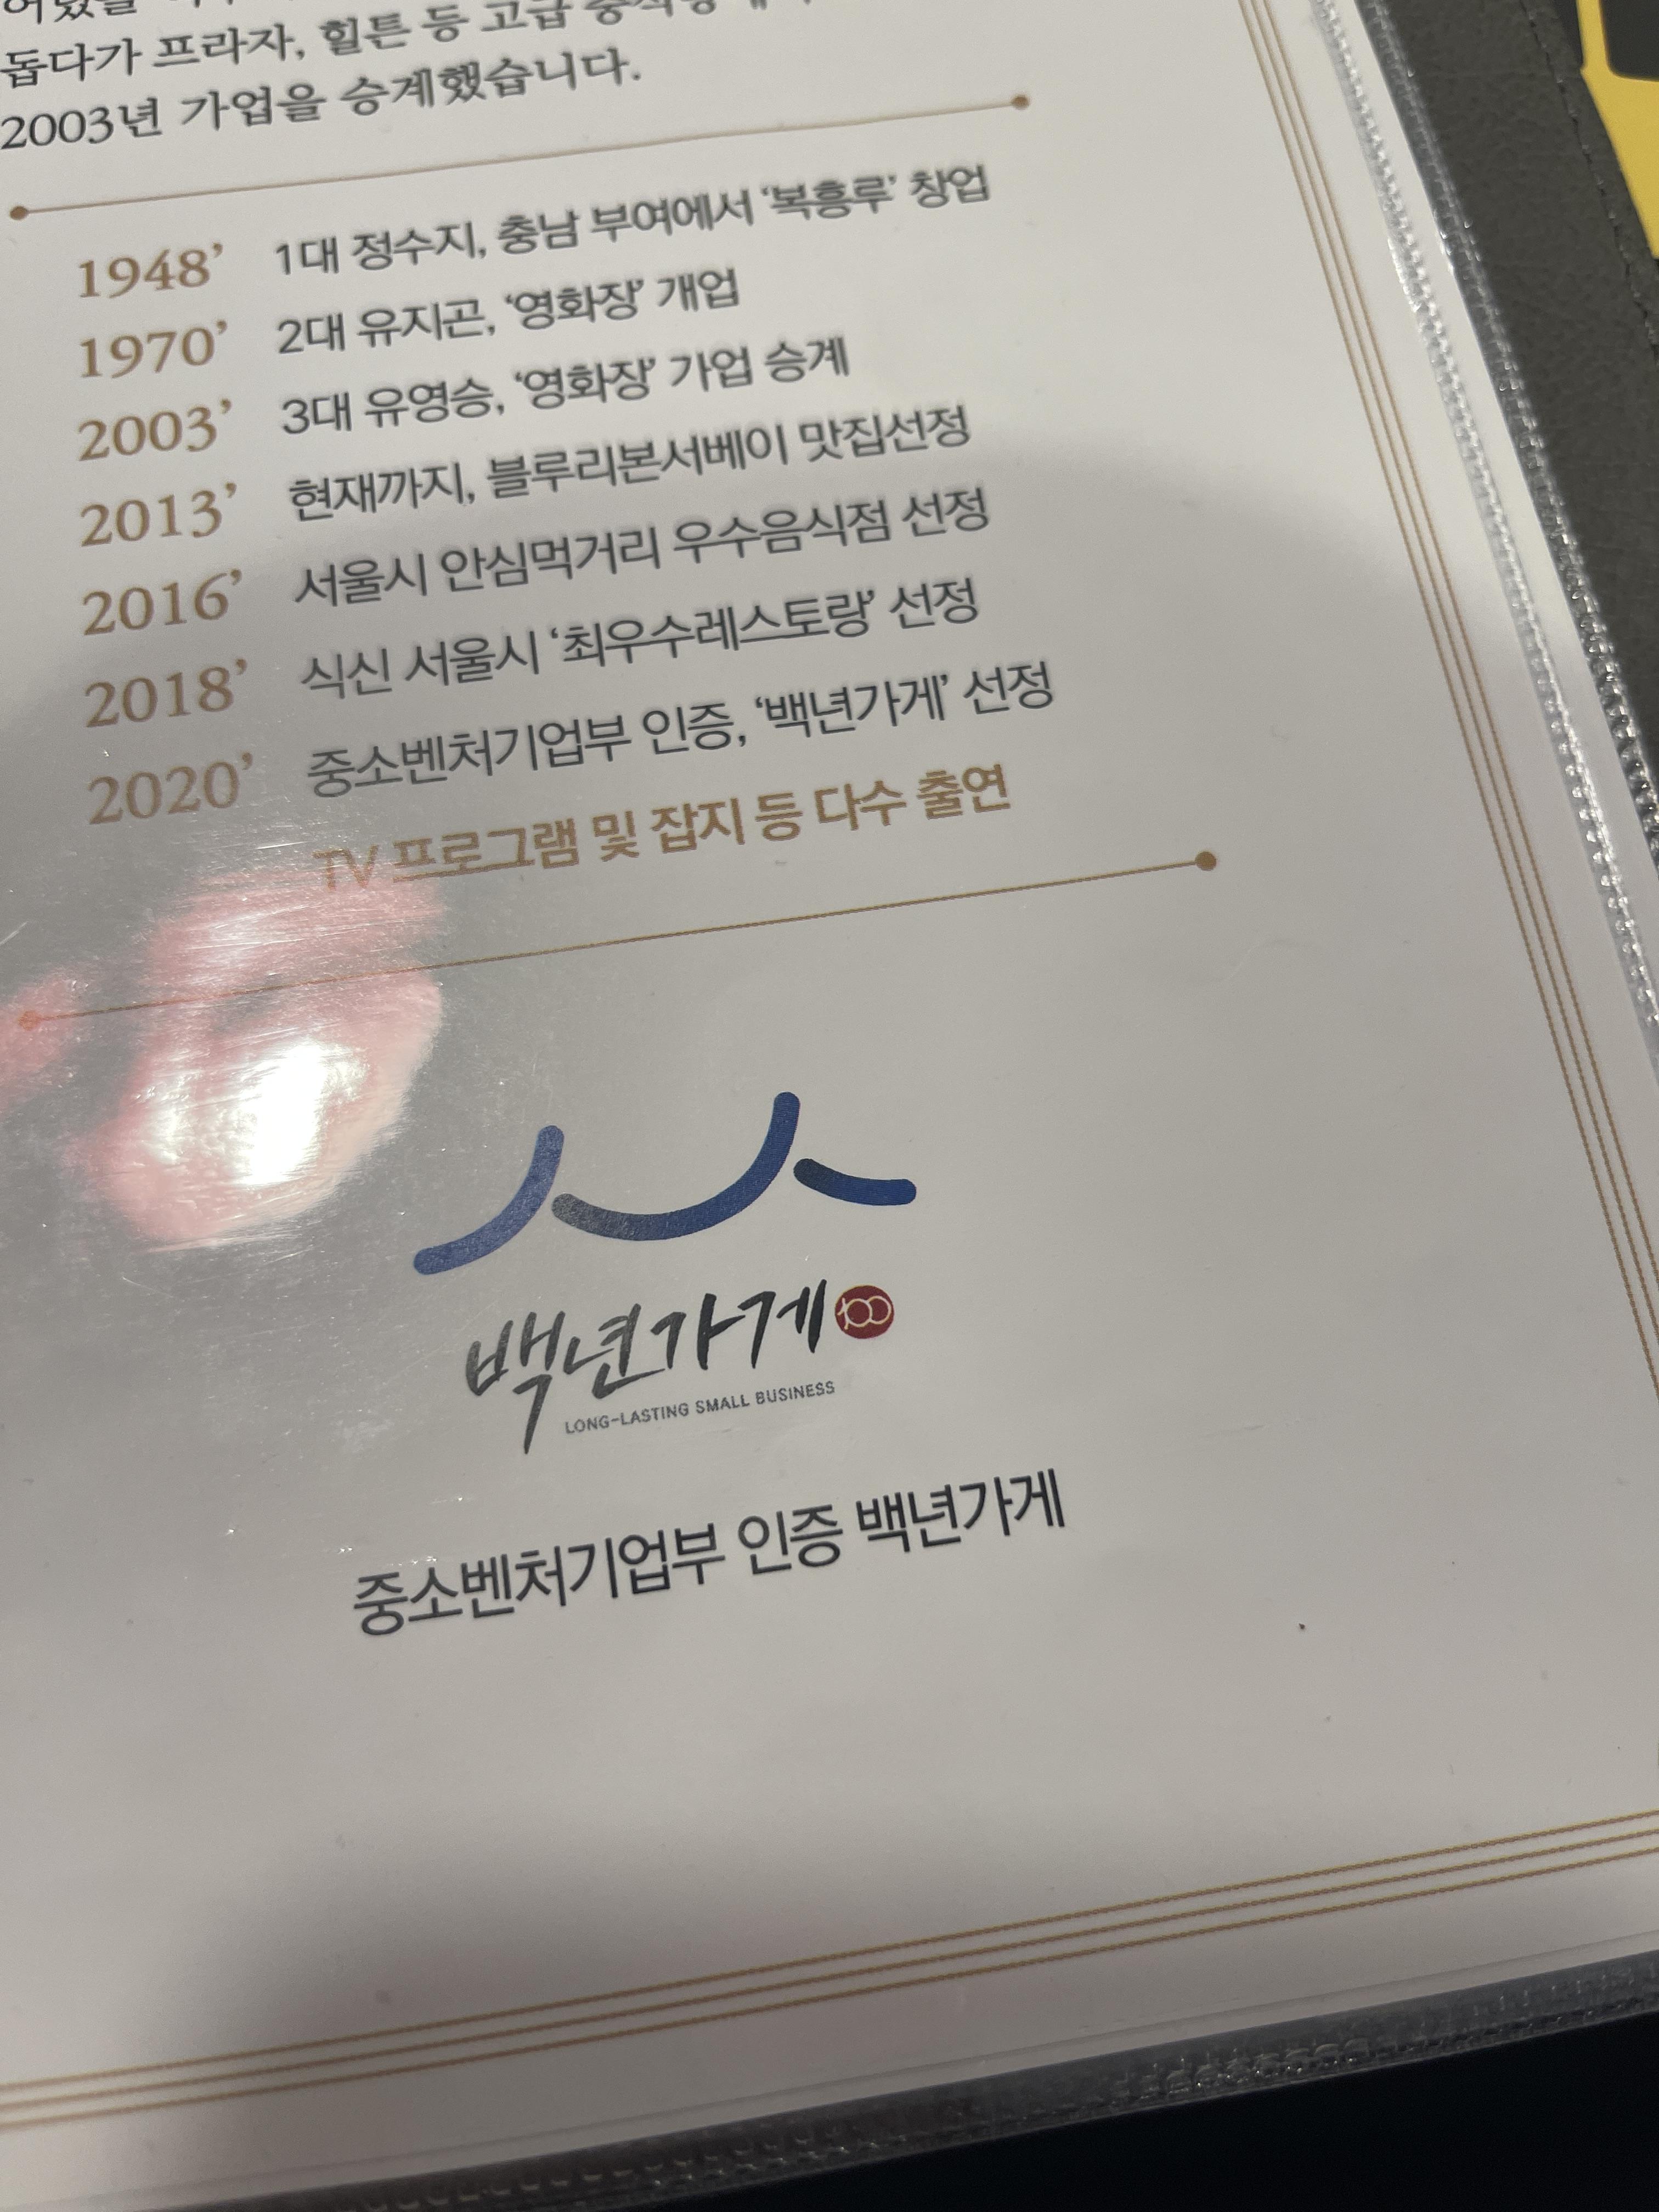 돕다가 프라자, 힐튼 등 고급
2003년 가업을 승계했습니다.
1948’ 1대 정수지, 충남 부여에서 ‘복흥루’ 창업
1970’ 2대 유지곤, ‘영화장’ 개업
2003’ 3대 유영승, ‘영화장’ 가업 승계
2013’ 현재까지, 블루리본서베이 맛집선정
2016’ 서울시 안심먹거리 우수음식점 선정
2018’ 식신 서울시 ‘최우수레스토랑’ 선정
2020’ 중소벤처기업부 인증, ‘백년가게’ 선정
TV 프로그램 및 잡지 등 다수 출연
백년가게 100
LONG-LASTING SMALL BUSINESS
중소벤처기업부 인증 백년가게